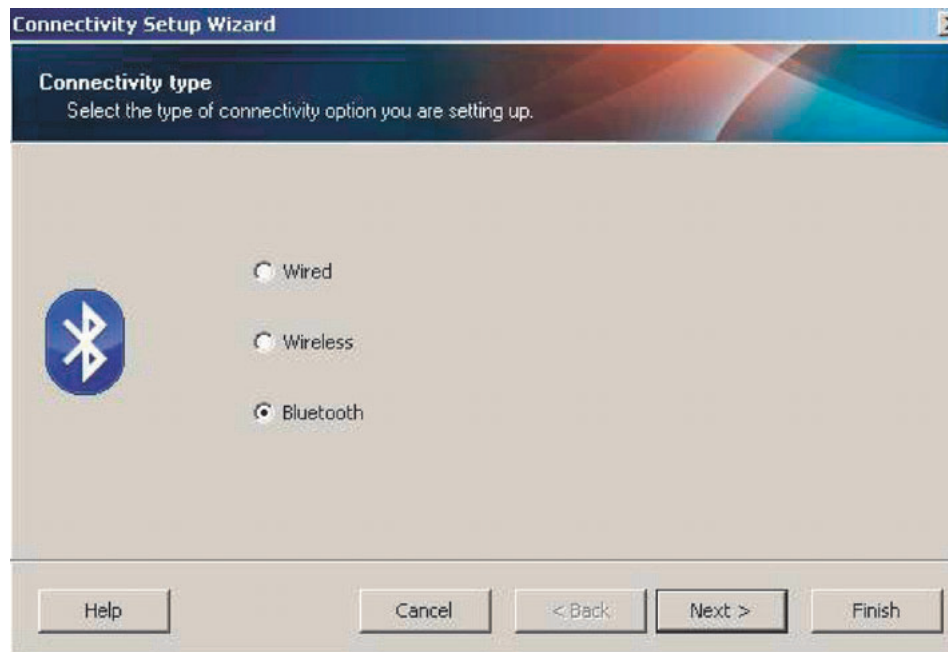 Connectivity Setup Wizard
Connectivity type
Select the type of connectivity option you are setting up.
Wired
Wireless
Bluetooth
Help
Cancel
< Back
Next >
Finish